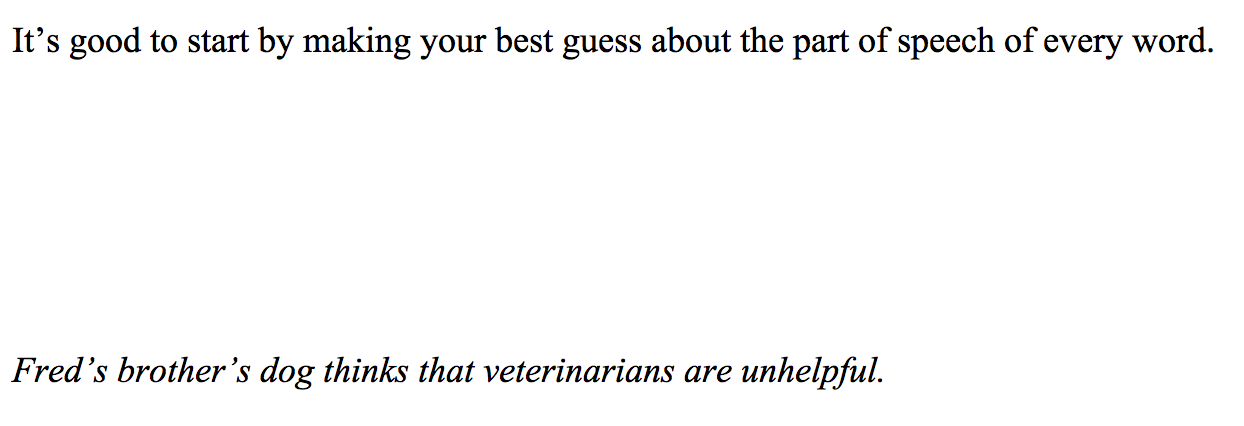 It’s good to start by making your best guess about the part of speech of every word.
Fred’s brother’s dog thinks that veterinarians are unhelpful.